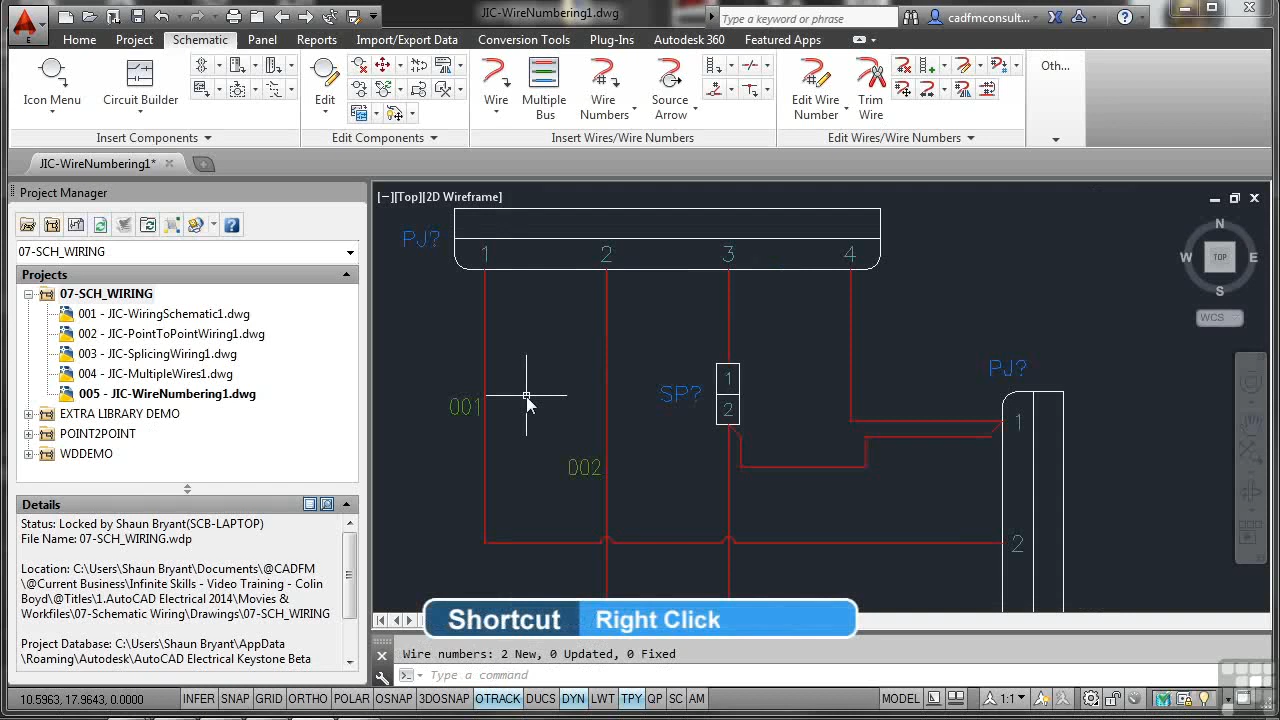 JIC-WireNumbering1.dwg
Type a keyword or phrase
cadfmconsult...
E
Home Project Schematic Panel Reports Import/Export Data Conversion Tools Plug-Ins Autodesk 360 Featured Apps
Icon Menu
Circuit Builder
Edit
Wire
Multiple Bus
Wire Numbers
Source Arrow
Edit Wire Number
Trim Wire
Oth...
Insert Components
Edit Components
Insert Wires/Wire Numbers
Edit Wires/Wire Numbers
JIC-WireNumbering1*
Project Manager
07-SCH_WIRING
Projects
07-SCH_WIRING
001 - JIC-WiringSchematic1.dwg
002 - JIC-PointToPointWiring1.dwg
003 - JIC-SplicingWiring1.dwg
004 - JIC-MultipleWires1.dwg
005 - JIC-WireNumbering1.dwg
EXTRA LIBRARY DEMO
POINT2POINT
WDDEMO
Details
Status: Locked by Shaun Bryant(SCB-LAPTOP)
File Name: 07-SCH_WIRING.wdp
Location: C:\Users\Shaun Bryant\Documents\@CADFM
\@Current Business\Infinite Skills - Video Training - Colin
Boyd\@Titles\1.AutoCAD Electrical 2014\Movies &
Workfiles\07-Schematic Wiring\Drawings\07-SCH_WIRING
Project Database: C:\Users\Shaun Bryant\AppData
\Roaming\Autodesk\AutoCAD Electrical Keystone Beta
[−][Top][2D Wireframe]
PJ?
1 2 3 4
N
W TOP E
S
WCS
PJ?
1
SP?
1
2
001
002
2
Shortcut Right Click
Wire numbers: 2 New, 0 Updated, 0 Fixed
Type a command
10.5963, 17.9643, 0.0000
INFER SNAP GRID ORTHO POLAR OSNAP 3DOSNAP OTRACK DUCS DYN LWT TPY QP SC AM
MODEL
1:1